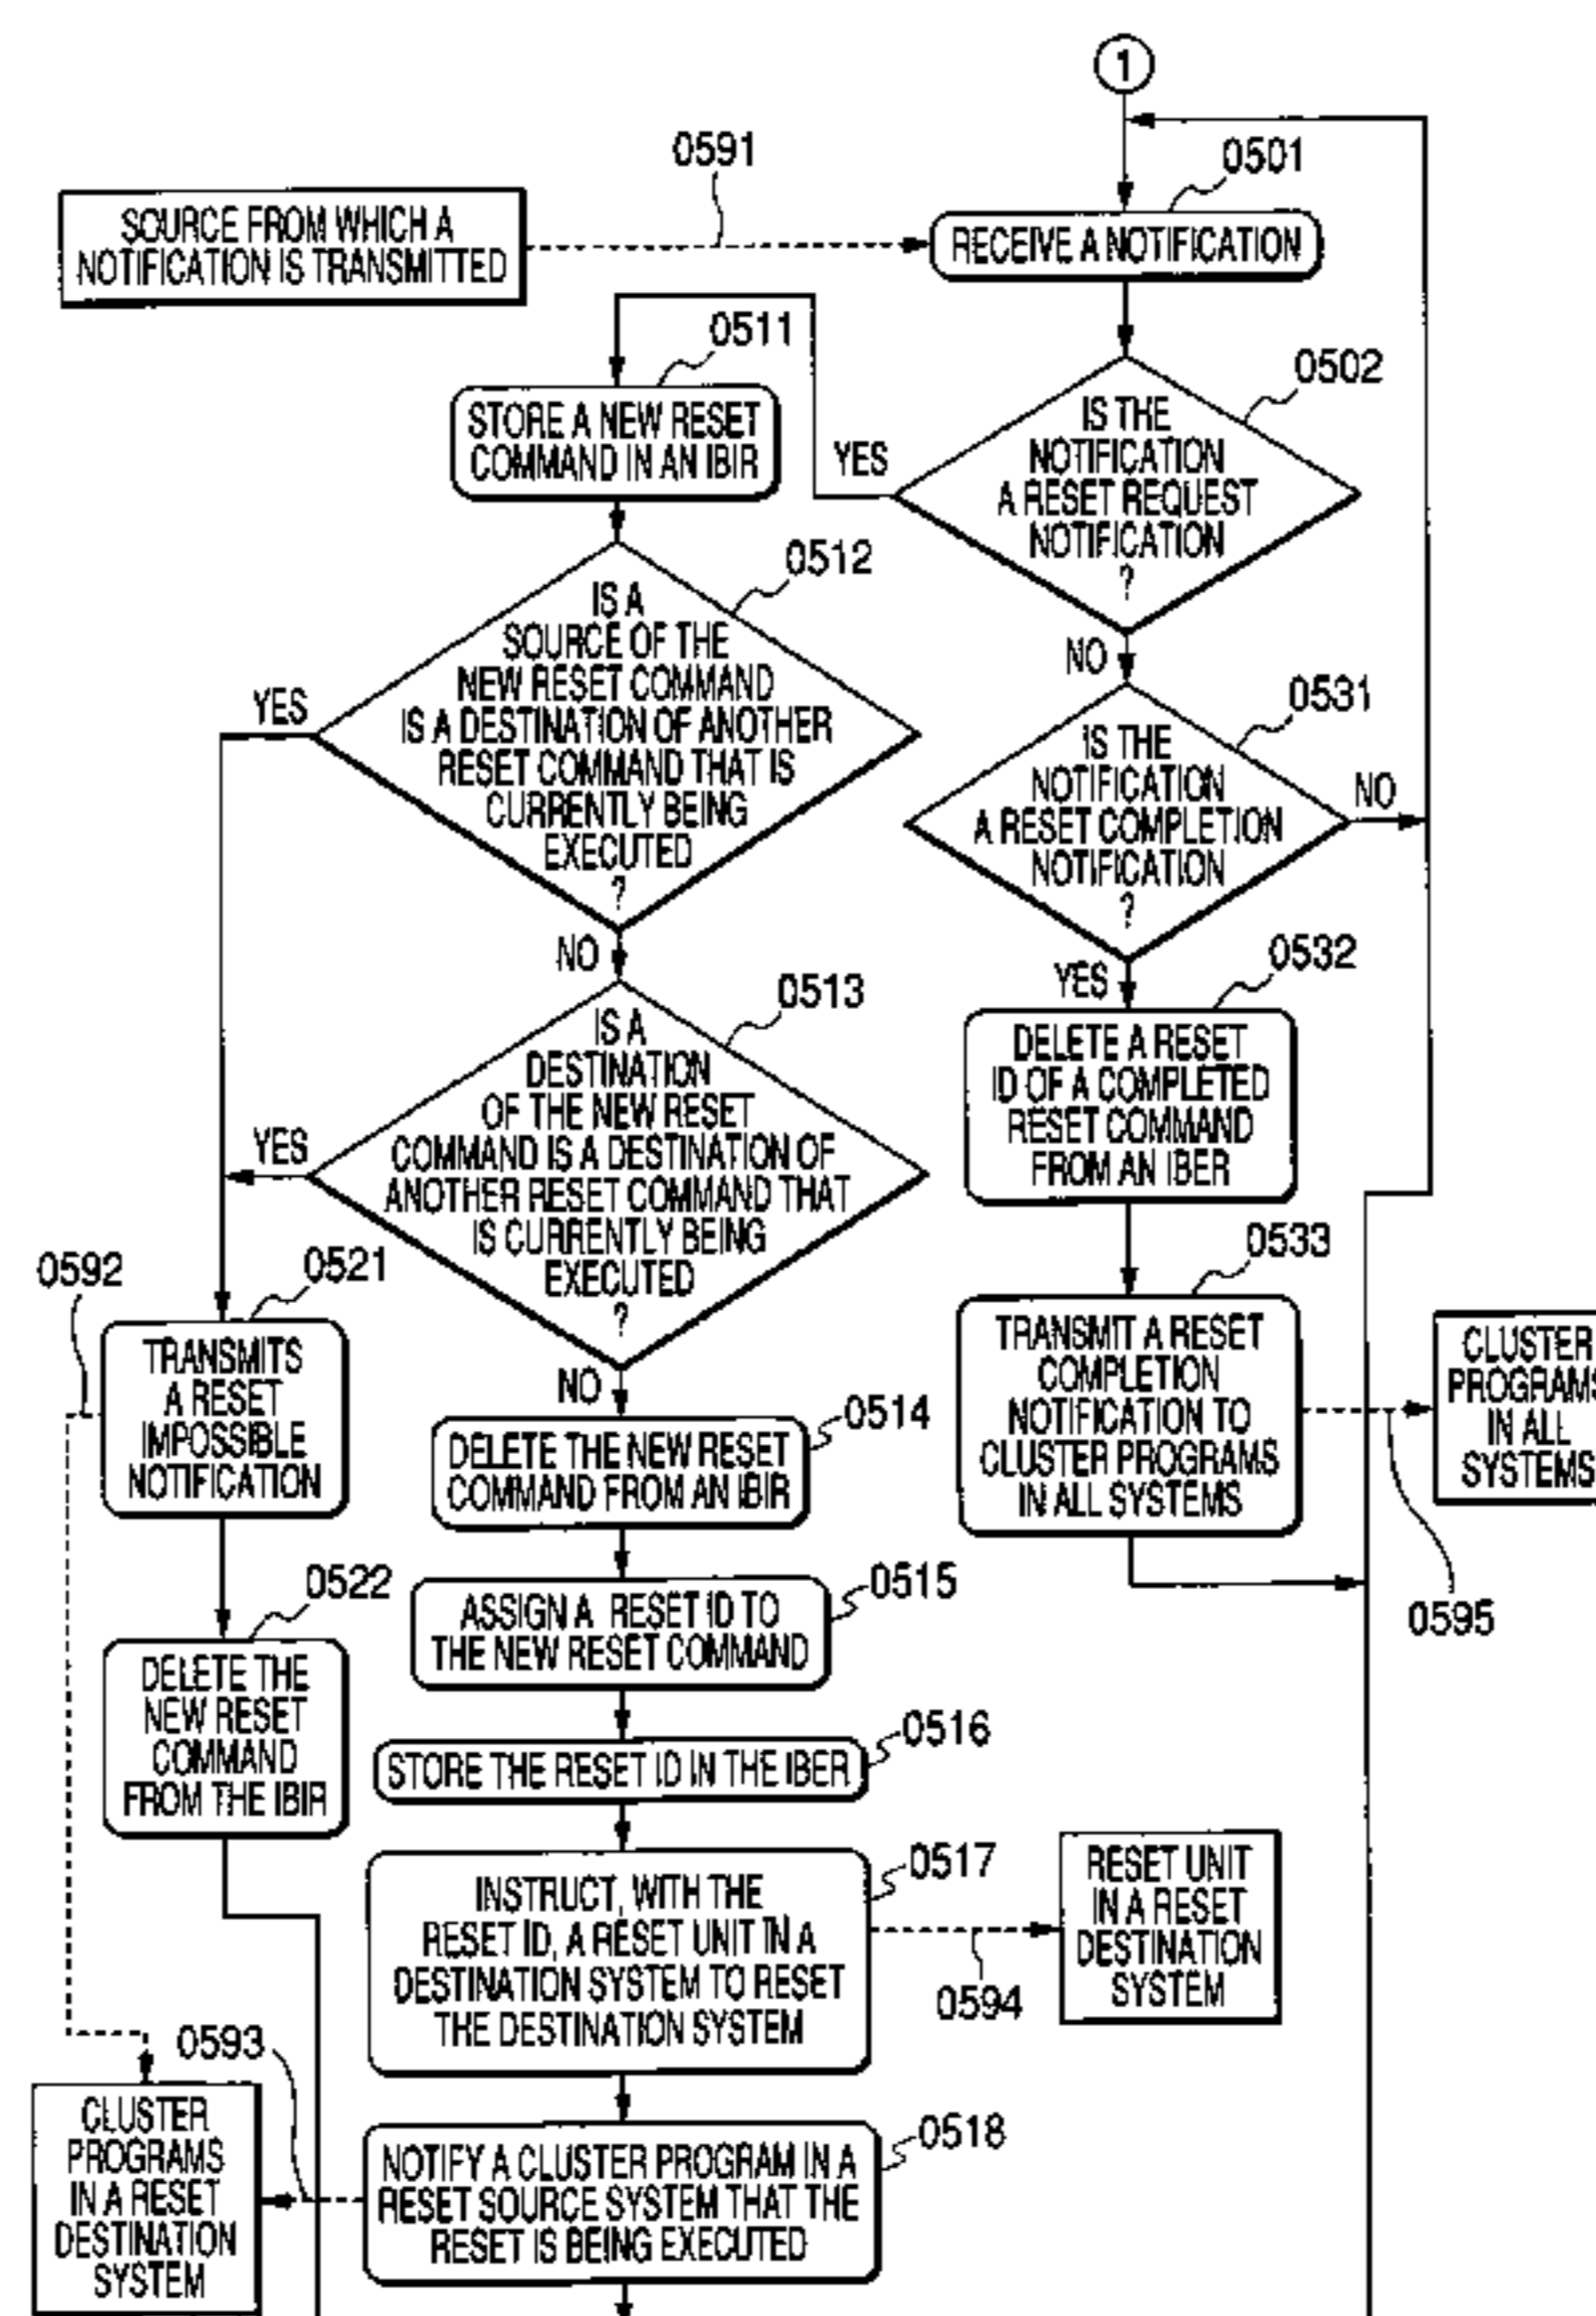 1
0591
0501
SOURCE FROM WHICH A
NOTIFICATION IS TRANSMITTED
RECEIVE A NOTIFICATION
0511
0502
STORE A NEW RESET
COMMAND IN AN IBIR
YES
IS THE
NOTIFICATION
A RESET REQUEST
NOTIFICATION
?
NO
0512
IS A
SOURCE OF THE
NEW RESET COMMAND
IS A DESTINATION OF ANOTHER
RESET COMMAND THAT IS
CURRENTLY BEING
EXECUTED
?
YES
NO
0531
IS THE
NOTIFICATION
A RESET COMPLETION
NOTIFICATION
?
NO
YES
0513
IS A
DESTINATION
OF THE NEW RESET
COMMAND IS A DESTINATION OF
ANOTHER RESET COMMAND THAT
IS CURRENTLY BEING
EXECUTED
?
YES
NO
0532
DELETE A RESET
ID OF A COMPLETED
RESET COMMAND
FROM AN IBER
0533
TRANSMIT A RESET
COMPLETION
NOTIFICATION TO
CLUSTER PROGRAMS
IN ALL SYSTEMS
CLUSTER
PROGRAMS
IN ALL
SYSTEMS
0595
0592
0521
TRANSMITS
A RESET
IMPOSSIBLE
NOTIFICATION
0514
DELETE THE NEW RESET
COMMAND FROM AN IBIR
0522
DELETE THE
NEW RESET
COMMAND
FROM THE IBIR
0515
ASSIGN A RESET ID TO
THE NEW RESET COMMAND
0516
STORE THE RESET ID IN THE IBER
0517
INSTRUCT, WITH THE
RESET ID, A RESET UNIT IN A
DESTINATION SYSTEM TO RESET
THE DESTINATION SYSTEM
0594
RESET UNIT
IN A RESET
DESTINATION
SYSTEM
0593
0518
CLUSTER
PROGRAMS
IN A RESET
DESTINATION
SYSTEM
NOTIFY A CLUSTER PROGRAM IN A
RESET SOURCE SYSTEM THAT THE
RESET IS BEING EXECUTED